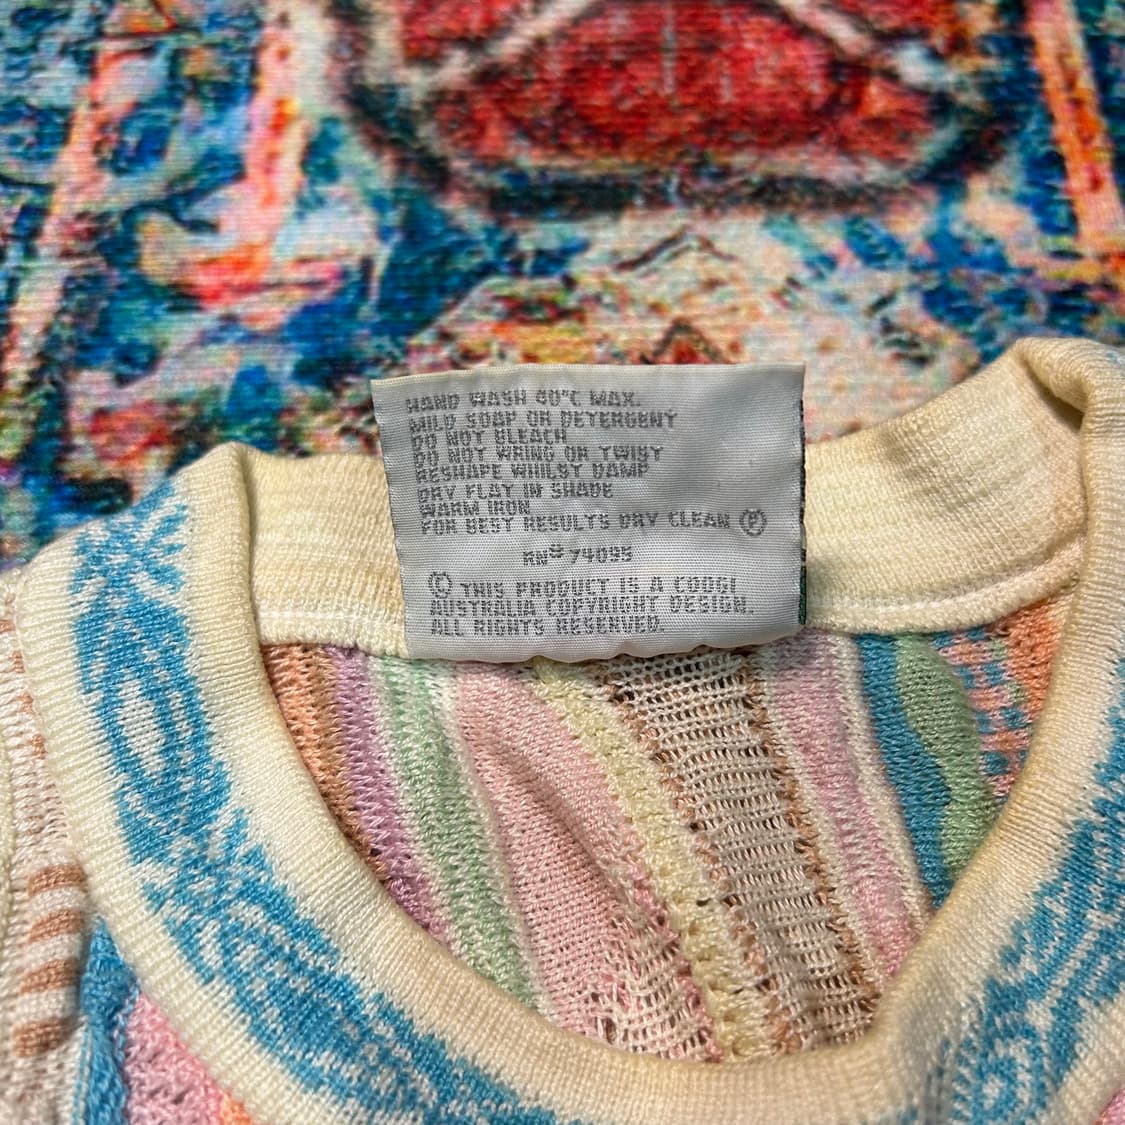 HAND WASH 40°C MAX.
MILD SOAP OR DETERGENT
DO NOT BLEACH
DO NOT WRING OR TWIST
RESHAPE WHILST DAMP
DRY FLAT IN SHADE
WARM IRON
FOR BEST RESULTS DRY CLEAN Ⓟ
RNº 74095
© THIS PRODUCT IS A COOGI
AUSTRALIA COPYRIGHT DESIGN.
ALL RIGHTS RESERVED.